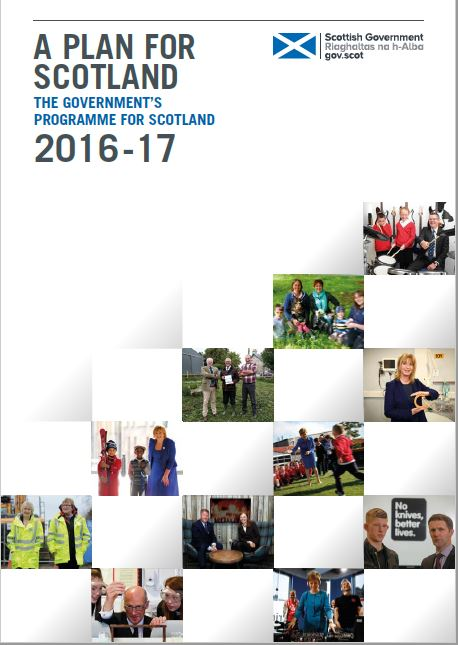 A PLAN FOR
SCOTLAND
THE GOVERNMENT'S
PROGRAMME FOR SCOTLAND
2016-17
Scottish Government
Riaghaltas na h-Alba
gov.scot
No
knives,
better
lives.